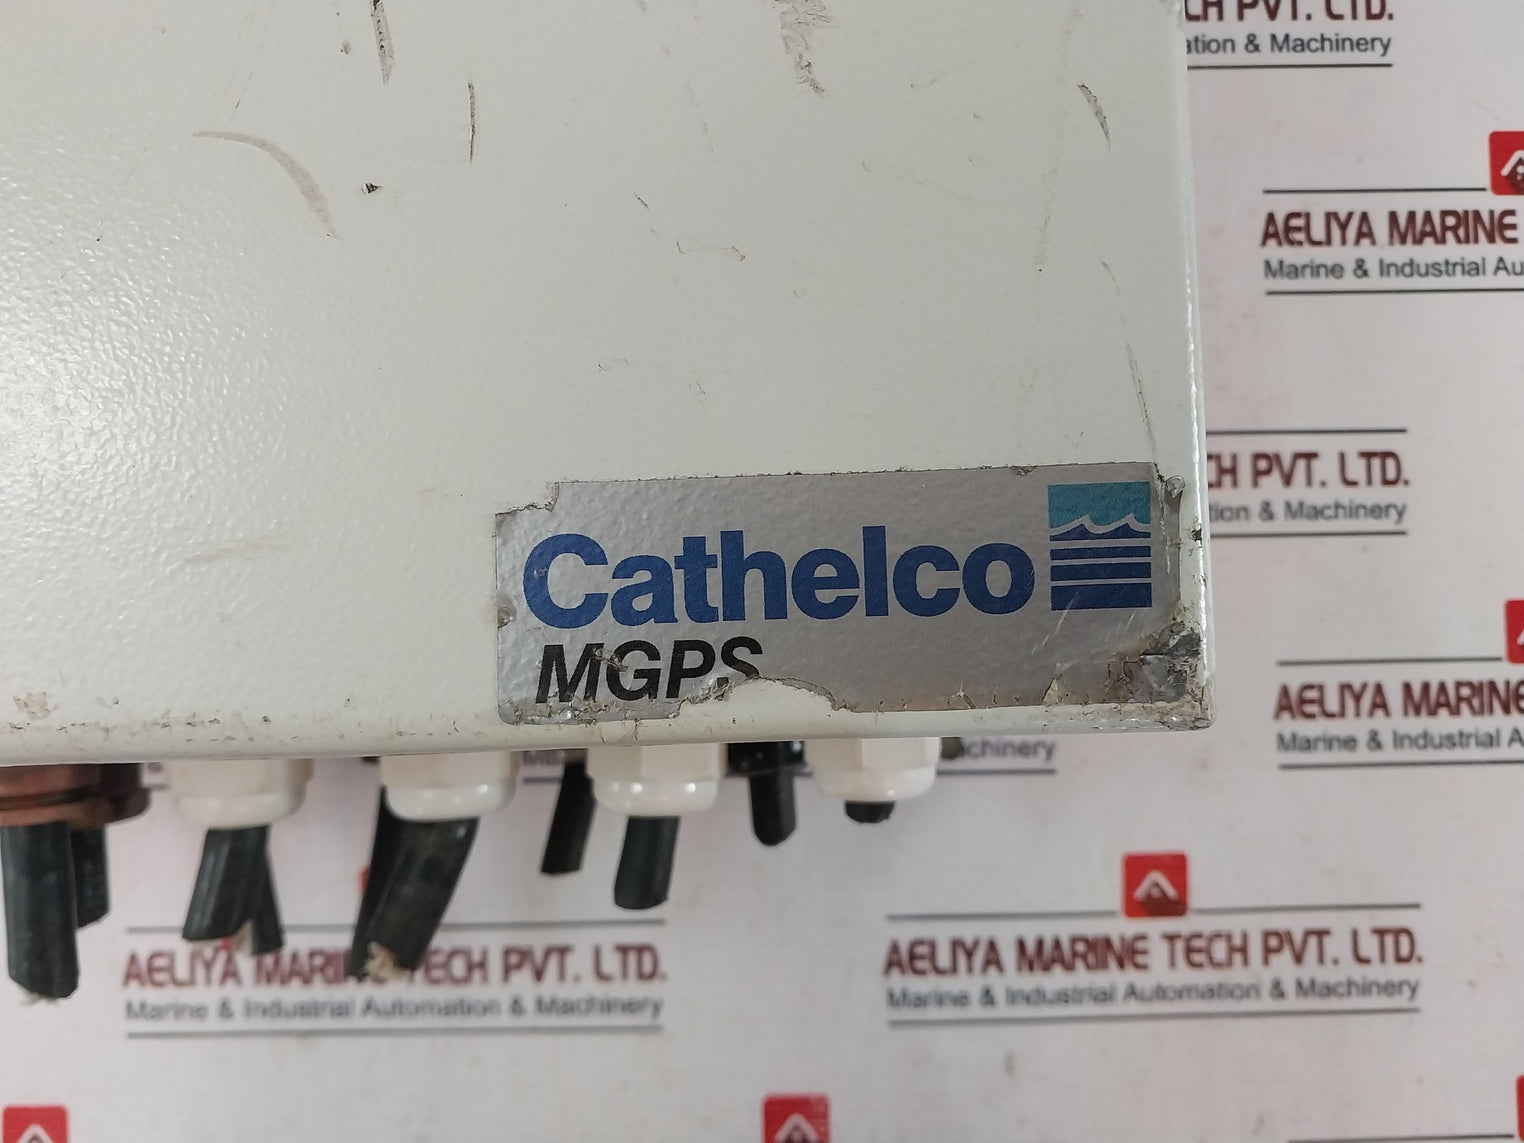 CH PVT. LTD.
ation & Machinery
AELIYA MARINE
Marine & Industrial Au
Cathelco
MGPS
CH PVT. LTD.
tion & Machinery
AELIYA MARINE
Marine & Industrial A
achinery
AELIYA MARINE TECH PVT. LTD.
Marine & Industrial Automation & Machinery
AELIYA MARINE TECH PVT. LTD.
Marine & Industrial Automation & Machinery